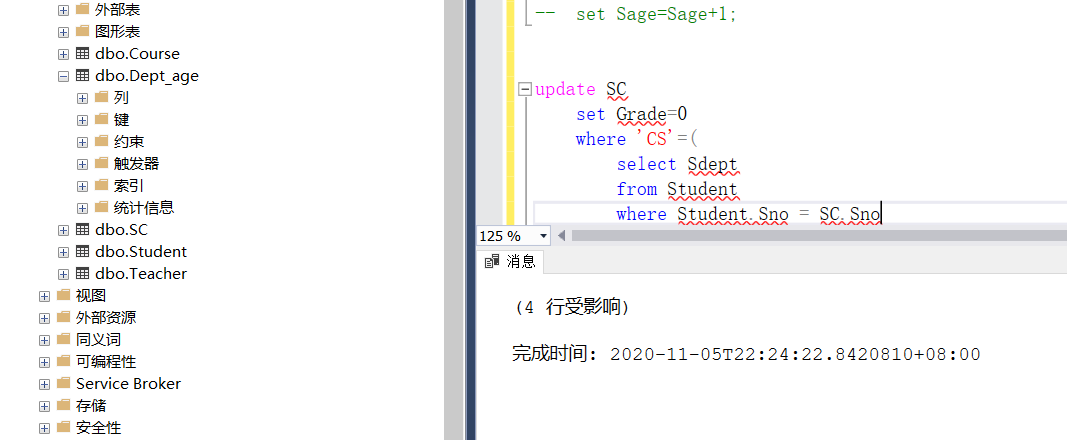 外部表
图形表
dbo.Course
dbo.Dept_age
列
键
约束
触发器
索引
统计信息
dbo.SC
dbo.Student
dbo.Teacher
视图
外部资源
同义词
可编程性
Service Broker
存储
安全性
-- set Sage=Sage+1;
update SC
set Grade=0
where 'CS'=(
select Sdept
from Student
where Student.Sno = SC.Sno
125 %
消息
(4 行受影响)
完成时间: 2020-11-05T22:24:22.8420810+08:00